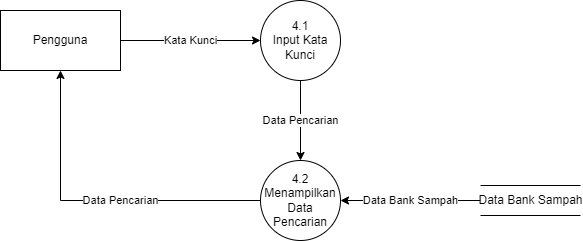 Pengguna
Kata Kunci
4.1
Input Kata
Kunci
Data Pencarian
4.2
Menampilkan
Data
Pencarian
Data Pencarian
Data Bank Sampah
Data Bank Sampah